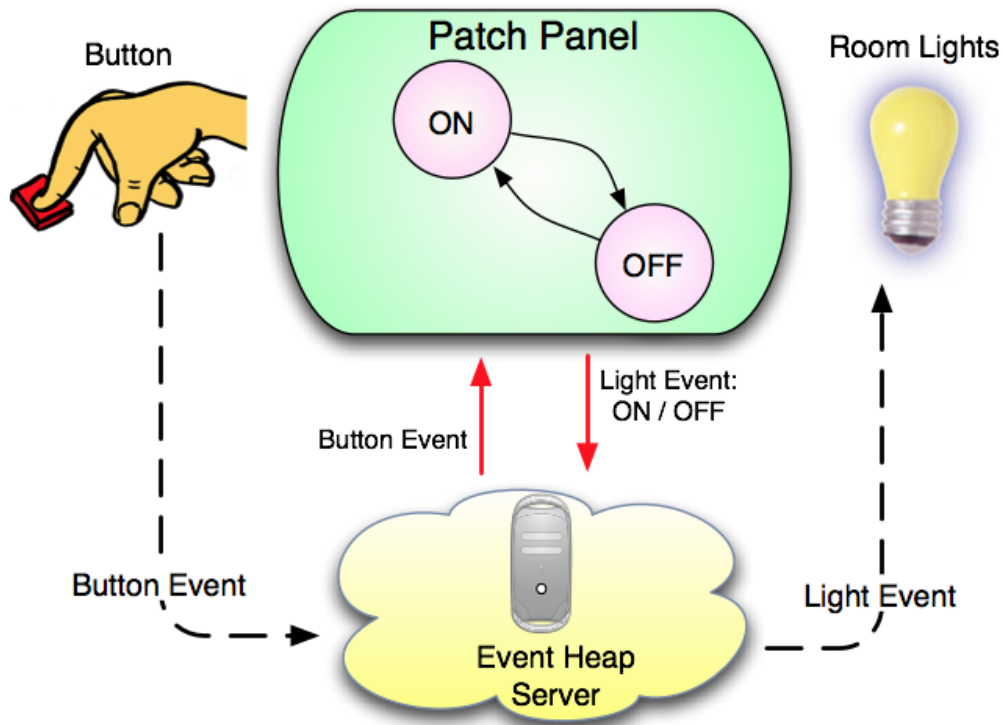 Button
Patch Panel
Room Lights
ON
OFF
Light Event:
ON / OFF
Button Event
Button Event
Light Event
Event Heap
Server